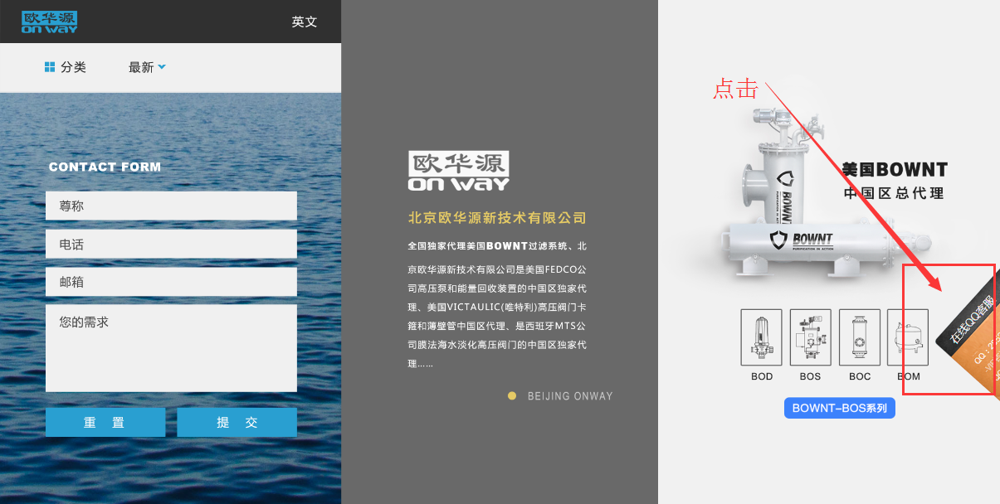 欧华源
on way
英文
分类
最新
CONTACT FORM
尊称
电话
邮箱
您的需求
重 置
提 交
欧华源
on way
北京欧华源新技术有限公司
全国独家代理美国BOWNT过滤系统、北
京欧华源新技术有限公司是美国FEDCO公
司高压泵和能量回收装置的中国区独家代
理、美国VICTAULIC(唯特利)高压阀门卡
箍和薄壁管中国区代理、是西班牙MTS公
司膜法海水淡化高压阀门的中国区独家代
理......
BEIJING ONWAY
点击
美国BOWNT
中国区总代理
BOWNT
BOWNT
PURIFICATION IN ACTION
在线QQ客服
QQ：
BOD
BOS
BOC
BOM
BOWNT-BOS系列